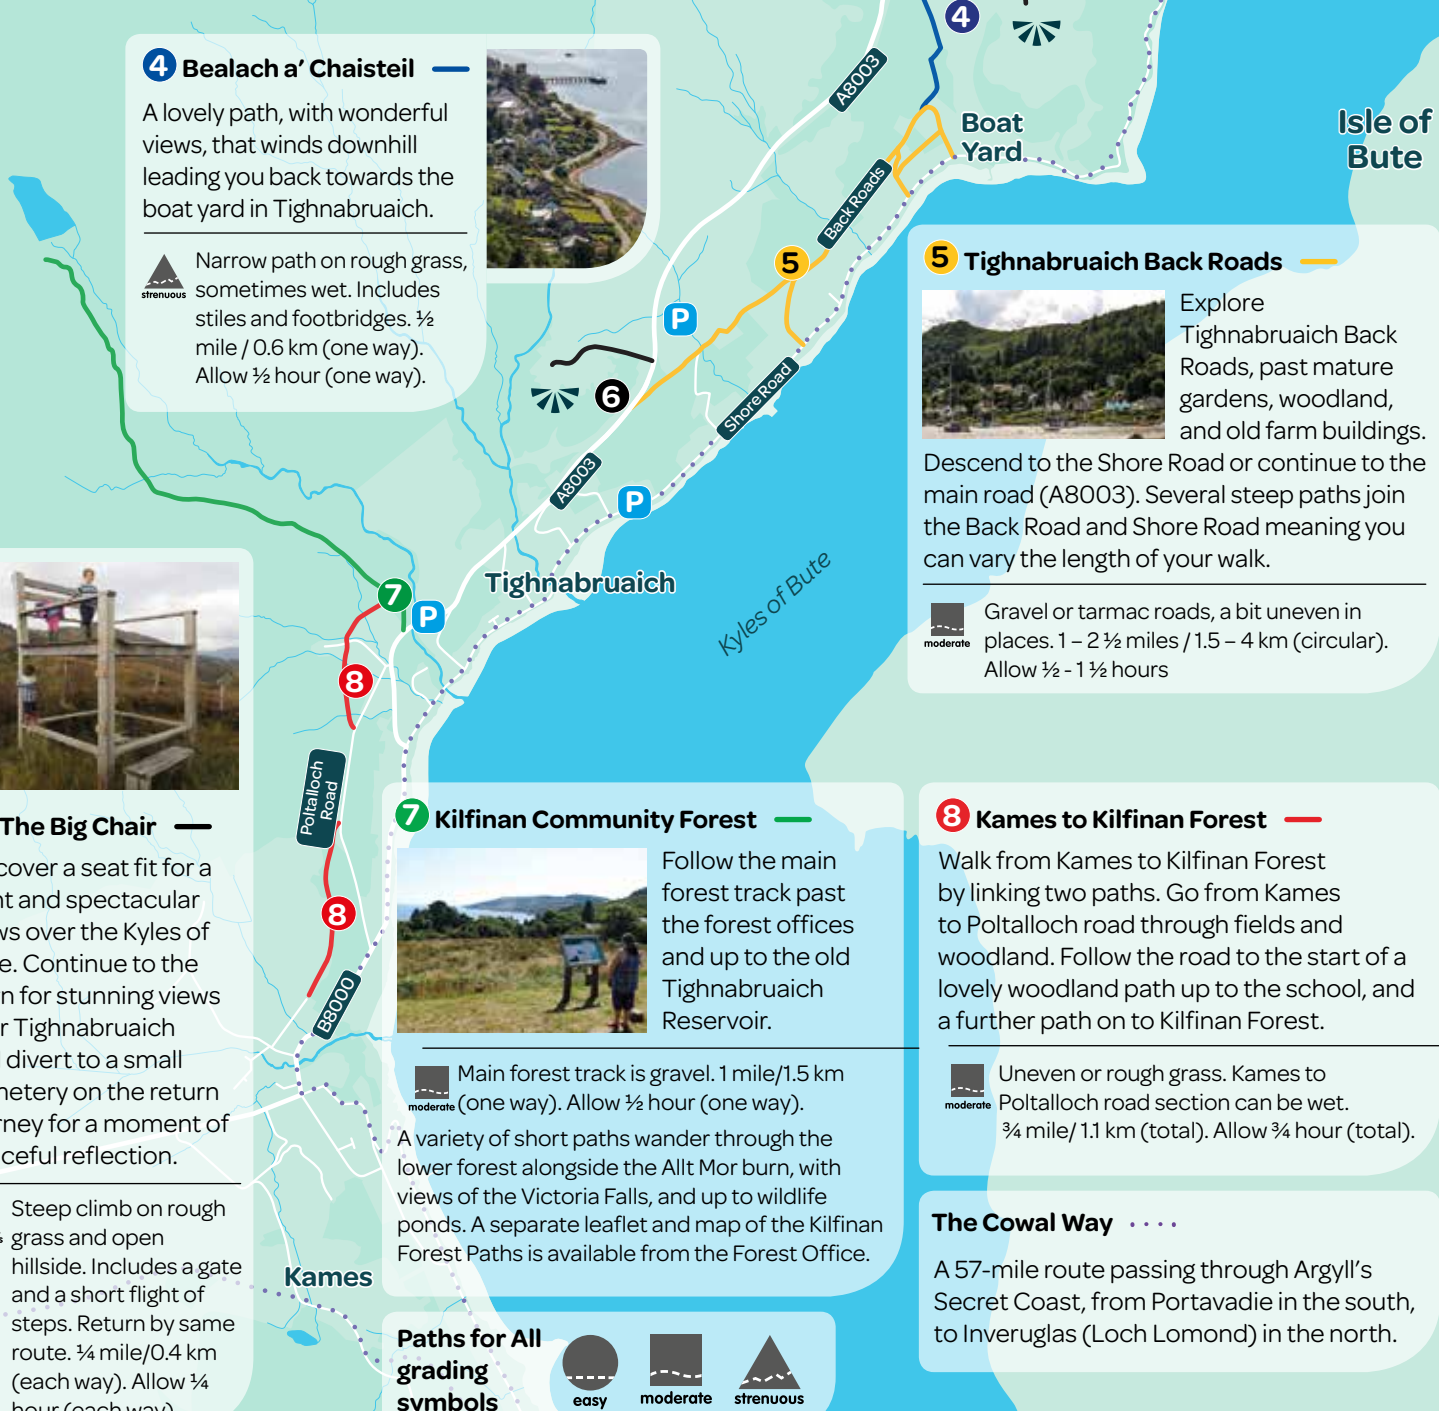 4
4 Bealach a’ Chaisteil
A lovely path, with wonderful
views, that winds downhill
leading you back towards the
boat yard in Tighnabruaich.
strenuous
Narrow path on rough grass,
sometimes wet. Includes
stiles and footbridges. ½
mile / 0.6 km (one way).
Allow ½ hour (one way).
A8003
Boat
Yard
Isle of
Bute
Back Roads
5
P
6
Shore Road
A8003
P
Tighnabruaich
Kyles of Bute
7
P
8
Poltalloch
Road
8
B8000
Kames
5 Tighnabruaich Back Roads
Explore
Tighnabruaich Back
Roads, past mature
gardens, woodland,
and old farm buildings.
Descend to the Shore Road or continue to the
main road (A8003). Several steep paths join
the Back Road and Shore Road meaning you
can vary the length of your walk.
moderate
Gravel or tarmac roads, a bit uneven in
places. 1 – 2 ½ miles / 1.5 – 4 km (circular).
Allow ½ - 1 ½ hours
The Big Chair
cover a seat fit for a
nt and spectacular
ws over the Kyles of
e. Continue to the
rn for stunning views
r Tighnabruaich
l divert to a small
metery on the return
rney for a moment of
ceful reflection.
Steep climb on rough
grass and open
hillside. Includes a gate
and a short flight of
steps. Return by same
route. ¼ mile/0.4 km
(each way). Allow ¼
hour (each way)
7 Kilfinan Community Forest
Follow the main
forest track past
the forest offices
and up to the old
Tighnabruaich
Reservoir.
moderate
Main forest track is gravel. 1 mile/1.5 km
(one way). Allow ½ hour (one way).
A variety of short paths wander through the
lower forest alongside the Allt Mor burn, with
views of the Victoria Falls, and up to wildlife
ponds. A separate leaflet and map of the Kilfinan
Forest Paths is available from the Forest Office.
8 Kames to Kilfinan Forest
Walk from Kames to Kilfinan Forest
by linking two paths. Go from Kames
to Poltalloch road through fields and
woodland. Follow the road to the start of a
lovely woodland path up to the school, and
a further path on to Kilfinan Forest.
moderate
Uneven or rough grass. Kames to
Poltalloch road section can be wet.
¾ mile/ 1.1 km (total). Allow ¾ hour (total).
The Cowal Way
A 57-mile route passing through Argyll’s
Secret Coast, from Portavadie in the south,
to Inveruglas (Loch Lomond) in the north.
Paths for All
grading
symbols
easy
moderate
strenuous